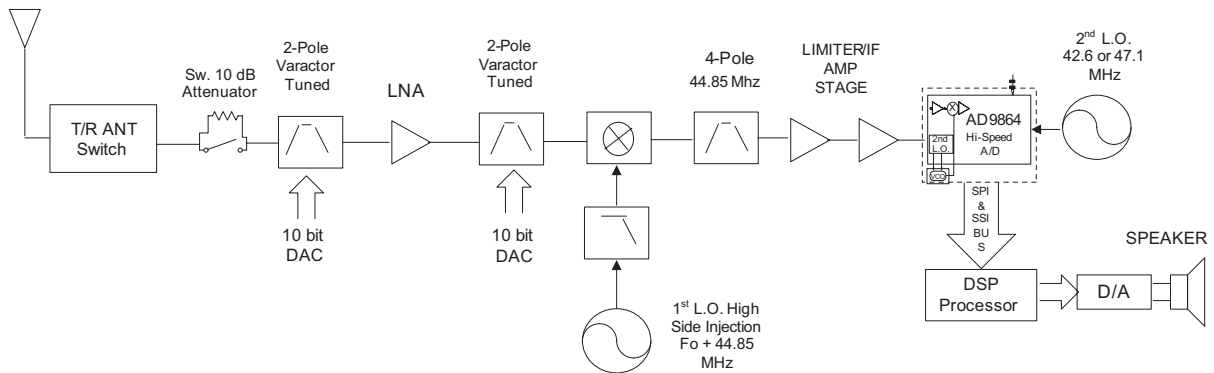 T/R ANT
Switch
Sw. 10 dB
Attenuator
2-Pole
Varactor
Tuned
10 bit
DAC
LNA
2-Pole
Varactor
Tuned
10 bit
DAC
1st L.O. High
Side Injection
Fo + 44.85
MHz
4-Pole
44.85 Mhz
LIMITER/IF
AMP
STAGE
AD9864
Hi-Speed
A/D
2nd
L.O.
VCO
2nd L.O.
42.6 or 47.1
MHz
SPI
&
SSI
BU
S
DSP
Processor
D/A
SPEAKER